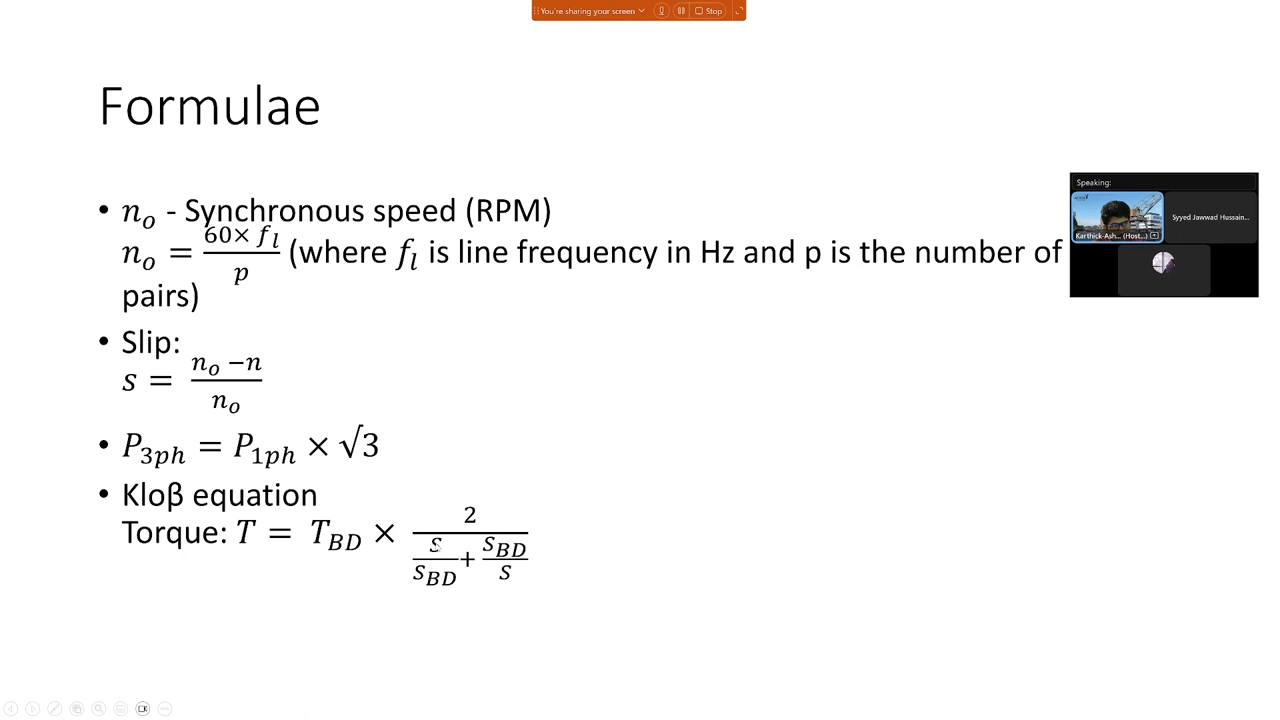 You're sharing your screen
Stop
Formulae
• n_o - Synchronous speed (RPM)
n_o = (60× f_l)/p (where f_l is line frequency in Hz and p is the number of
pairs)
Speaking:
Karthick-Ash... (Host...)
Syyed Jawwad Hussain...
• Slip:
s = (n_o −n)/n_o
• P_3ph = P_1ph × √3
• Kloβ equation
Torque: T = T_BD × 2/(s/s_BD + s_BD/s)